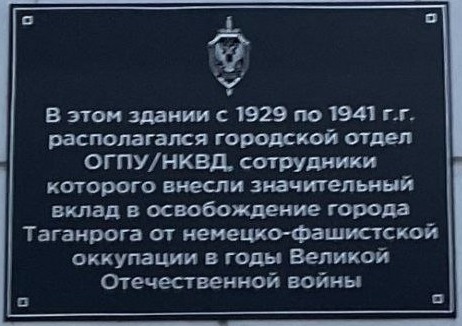 В этом здании с 1929 по 1941 г.г.
располагался городской отдел
ОГПУ/НКВД, сотрудники
которого внесли значительный
вклад в освобождение города
Таганрога от немецко-фашистской
оккупации в годы Великой
Отечественной войны